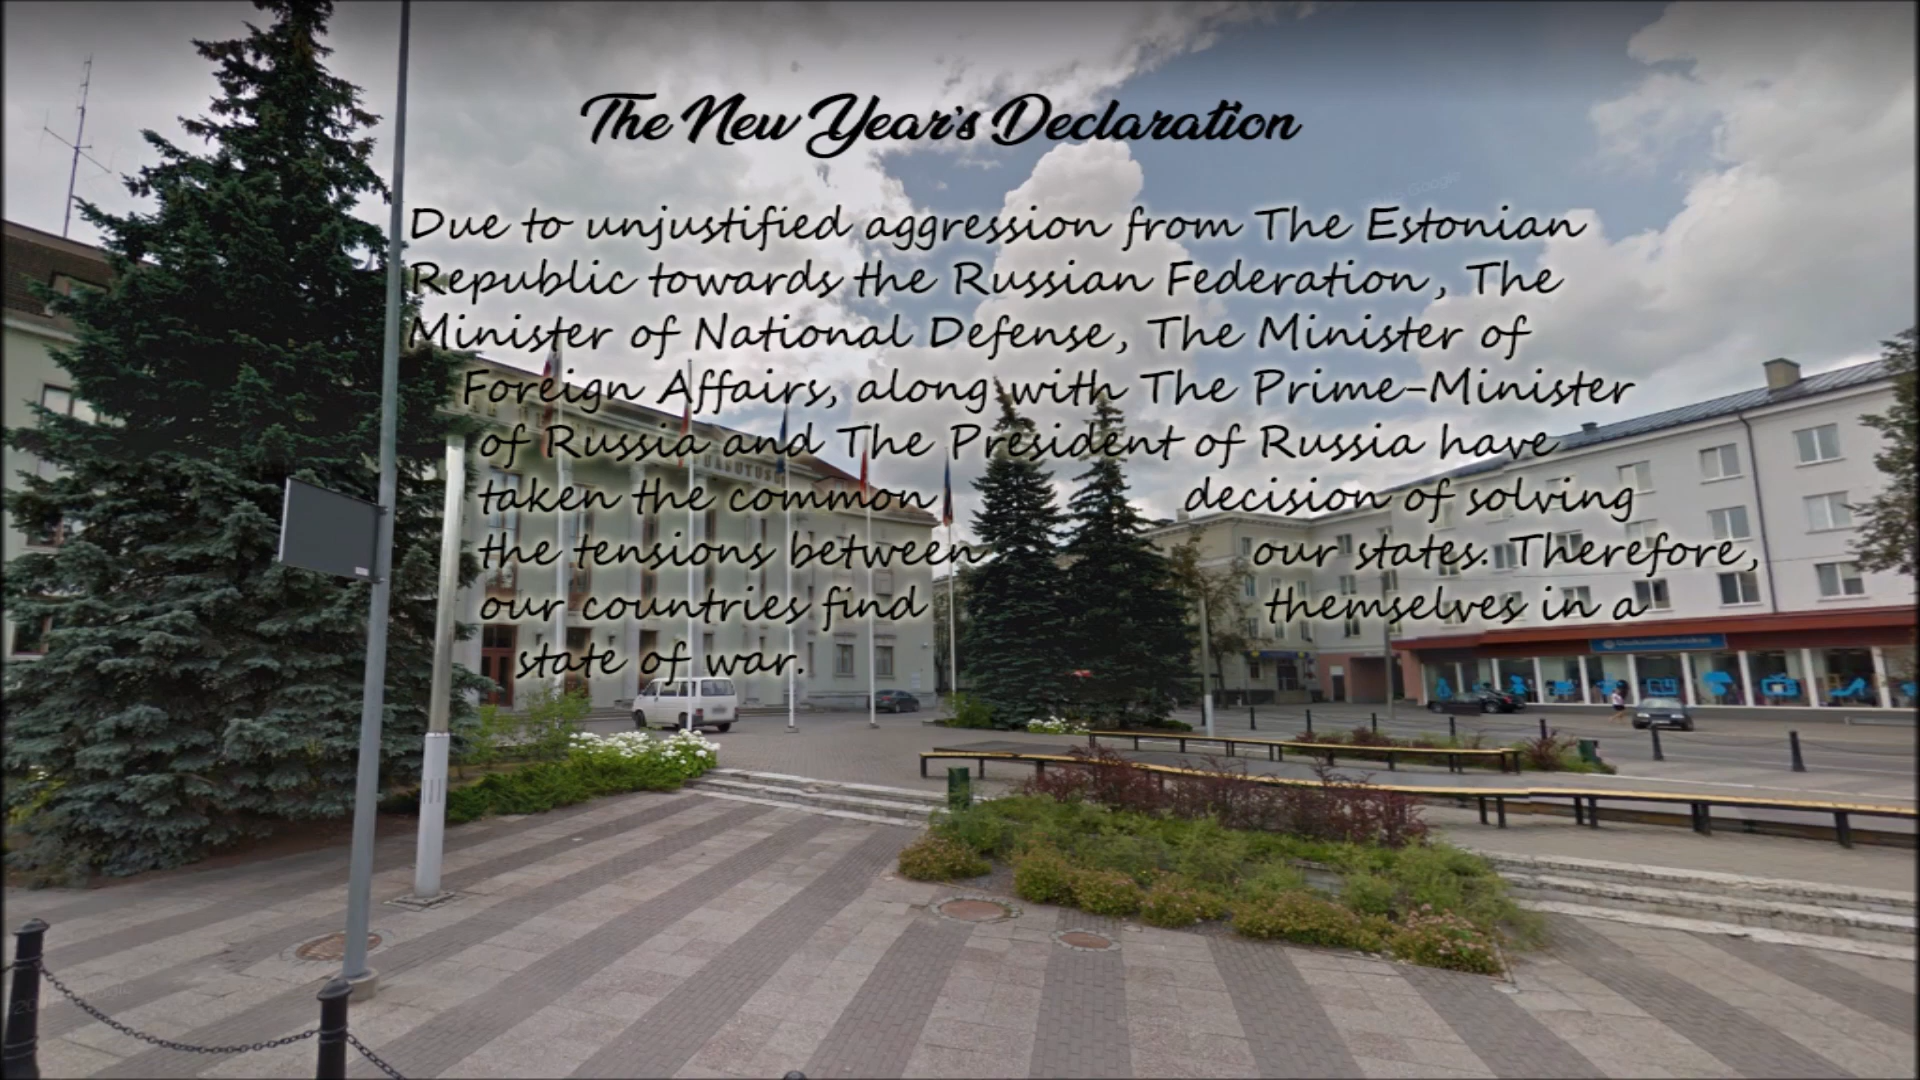 The New Year's Declaration
Due to unjustified aggression from The Estonian
Republic towards the Russian Federation, The
Minister of National Defense, The Minister of
Foreign Affairs, along with The Prime-Minister
of Russia and The President of Russia have
taken the common decision of solving
the tensions between our states. Therefore,
our countries find themselves in a
state of war.
Google